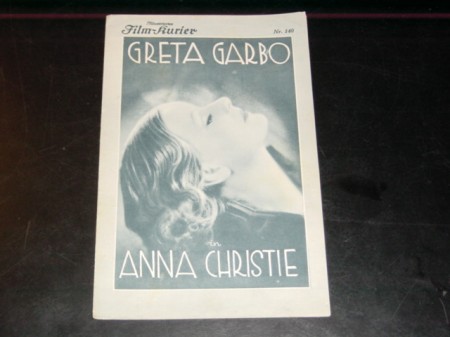 Illustrierter
Film-Kurier
Nr. 140
GRETA GARBO
in
ANNA CHRISTIE